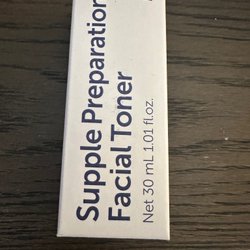 Supple Preparation
Facial Toner
Net 30 mL 1.01 fl.oz.